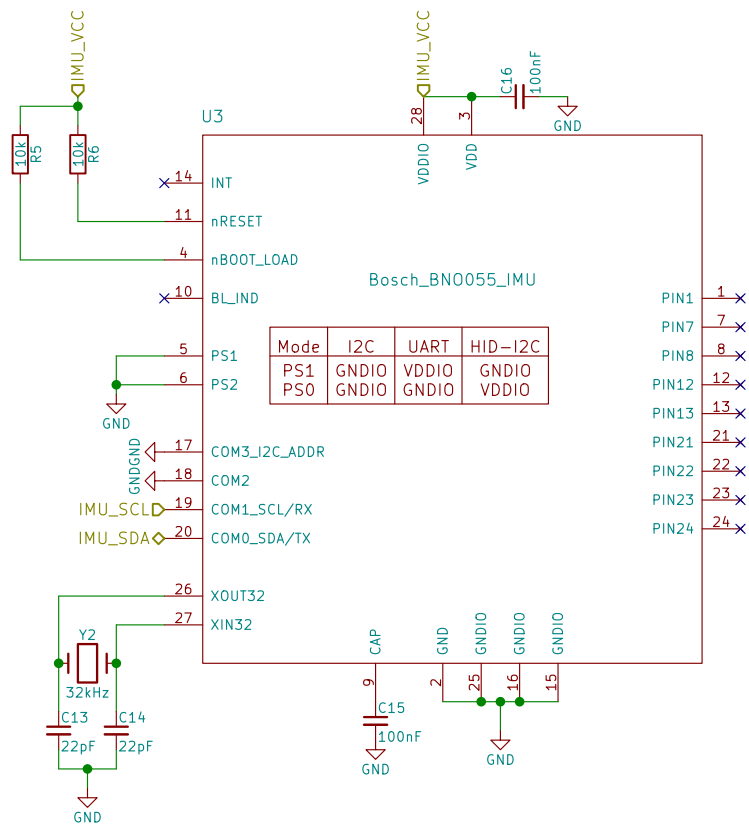 IMU_VCC
IMU_VCC
C16
100nF
GND
U3
10k
R5
10k
R6
28
3
VDDIO
VDD
14 INT
11 nRESET
4 nBOOT_LOAD
10 BL_IND
5 PS1
6 PS2
GND
Bosch_BNO055_IMU
Mode I2C UART HID-I2C
PS1 GNDIO VDDIO GNDIO
PS0 GNDIO GNDIO VDDIO
PIN1 1
PIN7 7
PIN8 8
PIN12 12
PIN13 13
PIN21 21
PIN22 22
PIN23 23
PIN24 24
GND 17 COM3_I2C_ADDR
GND 18 COM2
IMU_SCL 19 COM1_SCL/RX
IMU_SDA 20 COM0_SDA/TX
26 XOUT32
27 XIN32
Y2
32kHz
C13
22pF
C14
22pF
GND
CAP
9
C15
100nF
GND
GND
GNDIO
GNDIO
GNDIO
2
25
16
15
GND